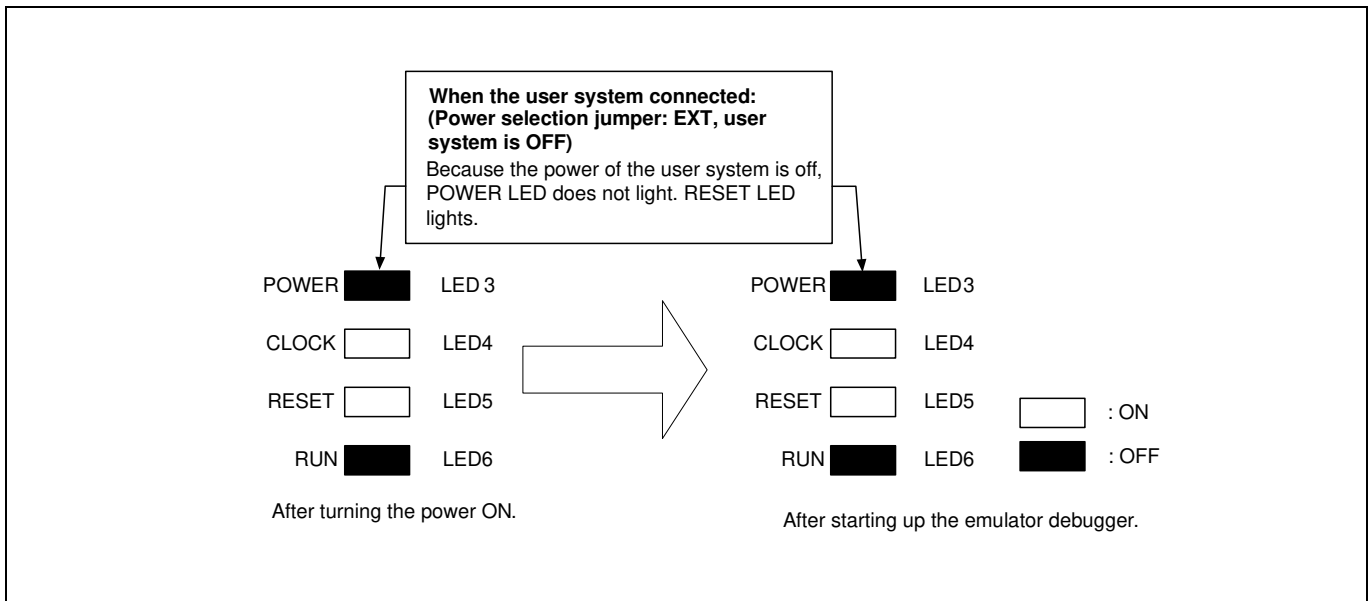 When the user system connected:
(Power selection jumper: EXT, user
system is OFF)
Because the power of the user system is off,
POWER LED does not light. RESET LED
lights.
POWER LED 3
CLOCK LED4
RESET LED5
RUN LED6
After turning the power ON.
POWER LED3
CLOCK LED4
RESET LED5
RUN LED6
: ON
: OFF
After starting up the emulator debugger.